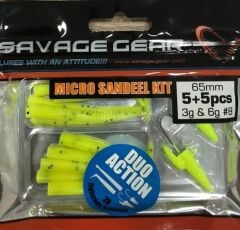 SAVAGE GEAR
LURES WITH AN ATTITUDE!!!
MICRO SANDEEL KIT
65mm
5+5pcs
3g & 6g #8
DUO
ACTION